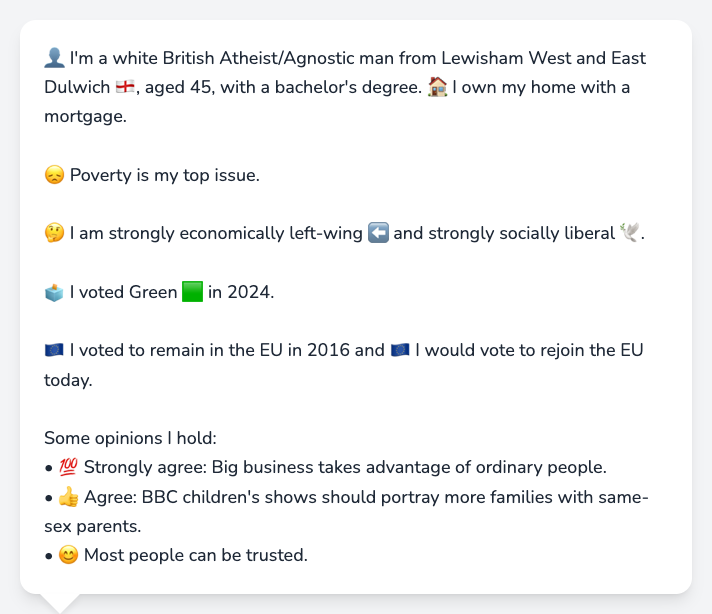 👤 I'm a white British Atheist/Agnostic man from Lewisham West and East
Dulwich 🏴󠁧󠁢󠁥󠁮󠁧󠁿, aged 45, with a bachelor's degree. 🏠 I own my home with a
mortgage.
😞 Poverty is my top issue.
🤔 I am strongly economically left-wing ⬅️ and strongly socially liberal 🕊️.
🗳️ I voted Green 🟩 in 2024.
🇪🇺 I voted to remain in the EU in 2016 and 🇪🇺 I would vote to rejoin the EU
today.
Some opinions I hold:
• 💯 Strongly agree: Big business takes advantage of ordinary people.
• 👍 Agree: BBC children's shows should portray more families with same-
sex parents.
• 😊 Most people can be trusted.